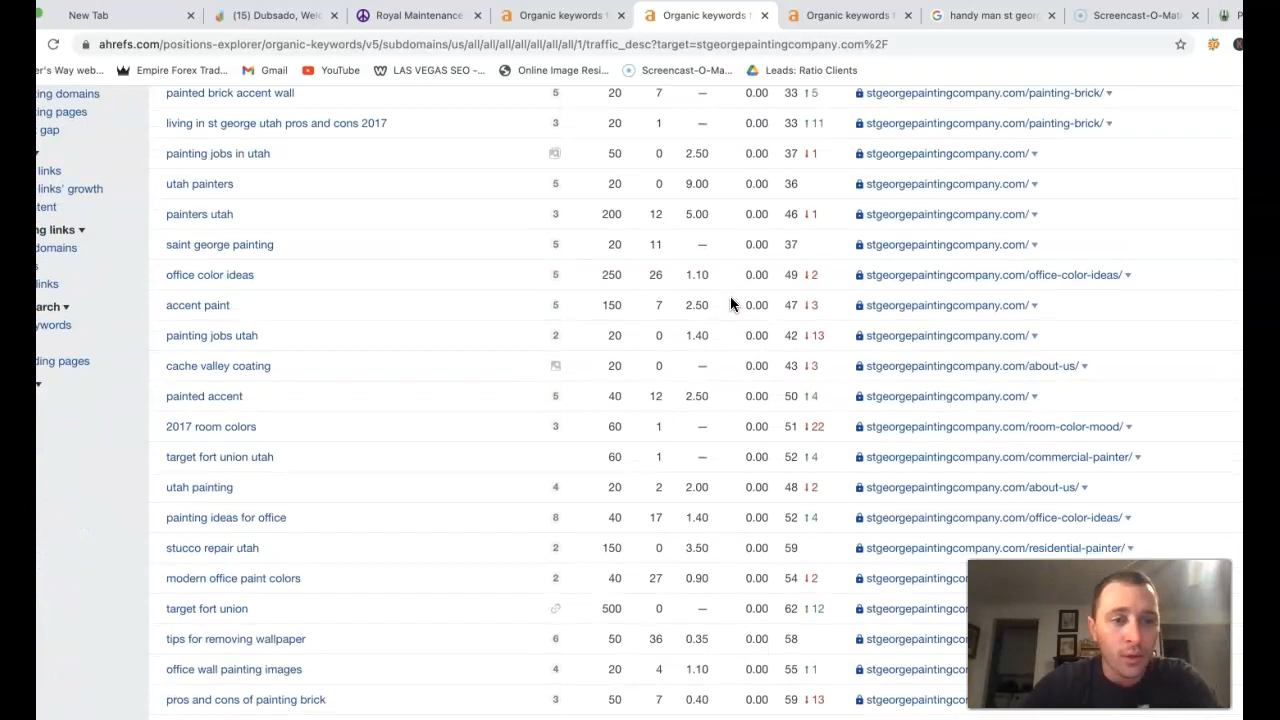 New Tab × (15) Dubsado, Welc × Royal Maintenance × Organic keywords f × Organic keywords f × Organic keywords f × handy man st geor × Screencast-O-Mati × P
ahrefs.com/positions-explorer/organic-keywords/v5/subdomains/us/all/all/all/all/all/all/all/1/traffic_desc?target=stgeorgepaintingcompany.com%2F
er's Way web... Empire Forex Trad... Gmail YouTube LAS VEGAS SEO -... Online Image Resi... Screencast-O-Ma... Leads: Ratio Clients
ing domains
ing pages
gap
links
links' growth
tent
ng links
domains
s
links
arch
ywords
ding pages
painted brick accent wall 5 20 7 — 0.00 33 ↑5 stgeorgepaintingcompany.com/painting-brick/
living in st george utah pros and cons 2017 3 20 1 — 0.00 33 ↑11 stgeorgepaintingcompany.com/painting-brick/
painting jobs in utah 50 0 2.50 0.00 37 ↓1 stgeorgepaintingcompany.com/
utah painters 5 20 0 9.00 0.00 36 stgeorgepaintingcompany.com/
painters utah 3 200 12 5.00 0.00 46 ↓1 stgeorgepaintingcompany.com/
saint george painting 5 20 11 — 0.00 37 stgeorgepaintingcompany.com/
office color ideas 5 250 26 1.10 0.00 49 ↓2 stgeorgepaintingcompany.com/office-color-ideas/
accent paint 5 150 7 2.50 0.00 47 ↓3 stgeorgepaintingcompany.com/
painting jobs utah 2 20 0 1.40 0.00 42 ↓13 stgeorgepaintingcompany.com/
cache valley coating 20 0 — 0.00 43 ↓3 stgeorgepaintingcompany.com/about-us/
painted accent 5 40 12 2.50 0.00 50 ↑4 stgeorgepaintingcompany.com/
2017 room colors 3 60 1 — 0.00 51 ↓22 stgeorgepaintingcompany.com/room-color-mood/
target fort union utah 60 1 — 0.00 52 ↑4 stgeorgepaintingcompany.com/commercial-painter/
utah painting 4 20 2 2.00 0.00 48 ↓2 stgeorgepaintingcompany.com/about-us/
painting ideas for office 8 40 17 1.40 0.00 52 ↑4 stgeorgepaintingcompany.com/office-color-ideas/
stucco repair utah 2 150 0 3.50 0.00 59 stgeorgepaintingcompany.com/residential-painter/
modern office paint colors 2 40 27 0.90 0.00 54 ↓2 stgeorgepainting
target fort union 500 0 — 0.00 62 ↑12 stgeorgepainting
tips for removing wallpaper 6 50 36 0.35 0.00 58 stgeorgepainting
office wall painting images 4 20 4 1.10 0.00 55 ↑1 stgeorgepainting
pros and cons of painting brick 3 50 7 0.40 0.00 59 ↓13 stgeorgepainting